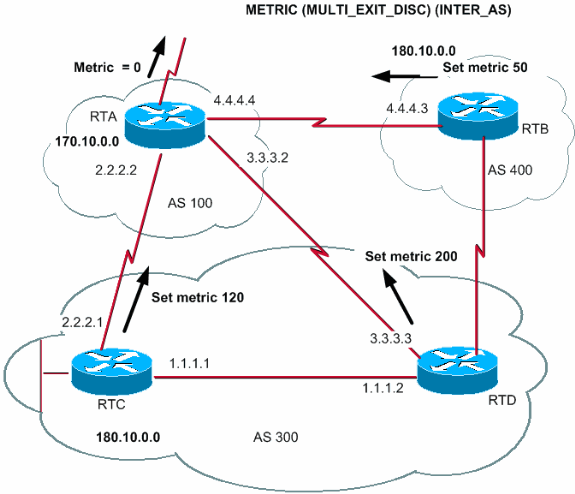 METRIC (MULTI_EXIT_DISC) (INTER_AS)
180.10.0.0
Metric = 0
Set metric 50
4.4.4.4
4.4.4.3
RTA
RTB
170.10.0.0
3.3.3.2
2.2.2.2
AS 400
AS 100
Set metric 200
Set metric 120
2.2.2.1
3.3.3.3
1.1.1.1
1.1.1.2
RTC
RTD
180.10.0.0
AS 300